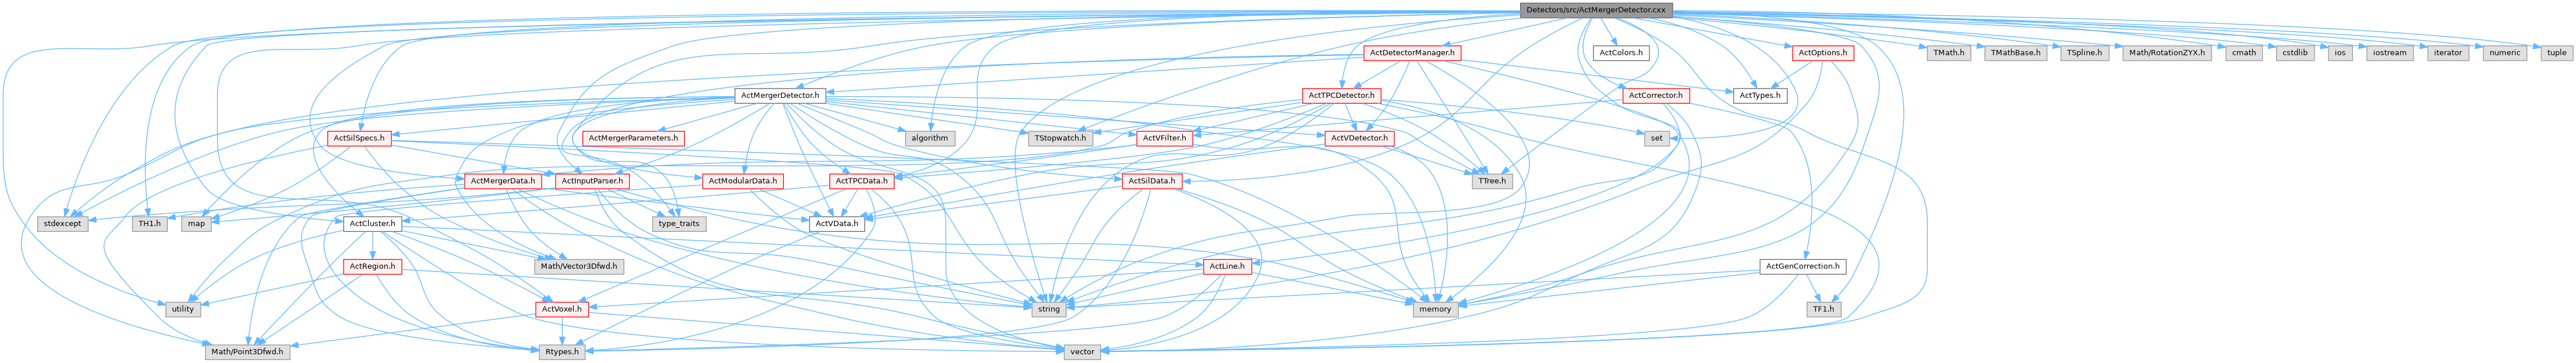 Detectors/src/ActMergerDetector.cxx
ActDetectorManager.h
ActColors.h
ActOptions.h
TMath.h
TMathBase.h
TSpline.h
Math/RotationZYX.h
cmath
cstdlib
ios
iostream
iterator
numeric
tuple
ActMergerDetector.h
ActTPCDetector.h
ActCorrector.h
ActTypes.h
ActSilSpecs.h
ActMergerParameters.h
algorithm
TStopwatch.h
ActVFilter.h
ActVDetector.h
set
ActMergerData.h
ActInputParser.h
ActModularData.h
ActTPCData.h
ActSilData.h
TTree.h
stdexcept
TH1.h
map
ActCluster.h
type_traits
ActVData.h
Math/Vector3Dfwd.h
ActRegion.h
ActLine.h
ActGenCorrection.h
utility
ActVoxel.h
string
memory
TF1.h
Math/Point3Dfwd.h
Rtypes.h
vector